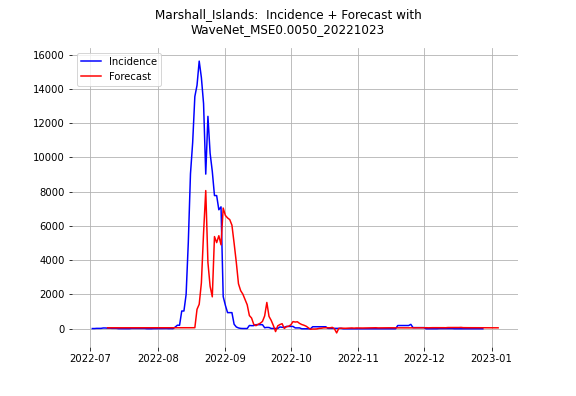 Marshall_Islands:  Incidence + Forecast with
WaveNet_MSE0.0050_20221023
Incidence
Forecast
16000
14000
12000
10000
8000
6000
4000
2000
0
2022-07 2022-08 2022-09 2022-10 2022-11 2022-12 2023-01